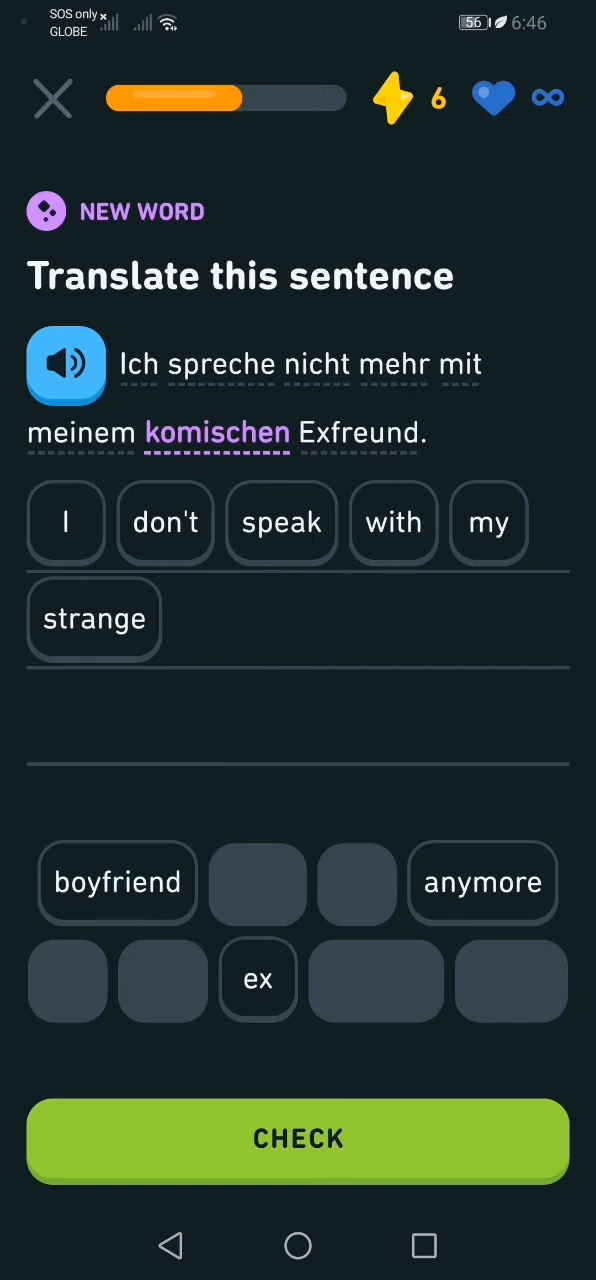 SOS only
GLOBE
56 6:46
6 ∞
NEW WORD
Translate this sentence
Ich spreche nicht mehr mit
meinem komischen Exfreund.
I don't speak with my
strange
boyfriend anymore
ex
CHECK